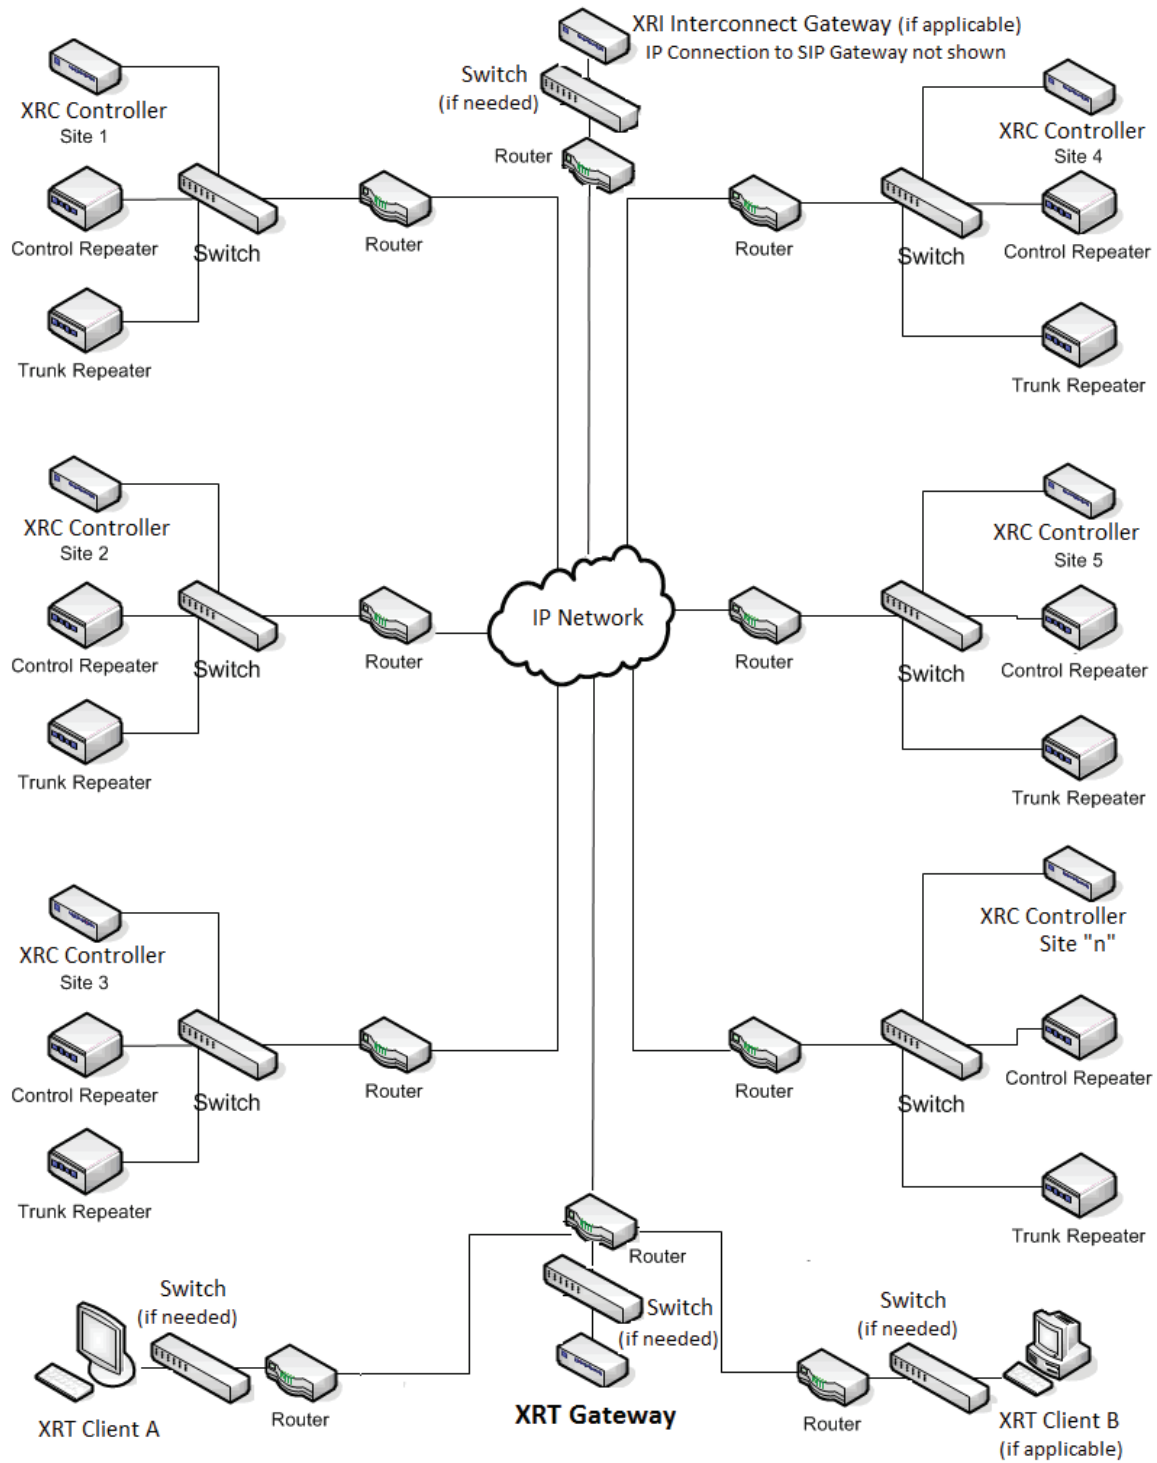 XRI Interconnect Gateway (if applicable)
IP Connection to SIP Gateway not shown
Switch
(if needed)
Router
XRC Controller
Site 1
Control Repeater
Switch
Router
Trunk Repeater
XRC Controller
Site 4
Router
Switch
Control Repeater
Trunk Repeater
XRC Controller
Site 2
Control Repeater
Switch
Router
Trunk Repeater
IP Network
XRC Controller
Site 5
Router
Switch
Control Repeater
Trunk Repeater
XRC Controller
Site 3
Control Repeater
Switch
Router
Trunk Repeater
XRC Controller
Site "n"
Router
Switch
Control Repeater
Trunk Repeater
Router
Switch
(if needed)
XRT Gateway
Switch
(if needed)
Router
XRT Client A
Switch
(if needed)
Router
XRT Client B
(if applicable)